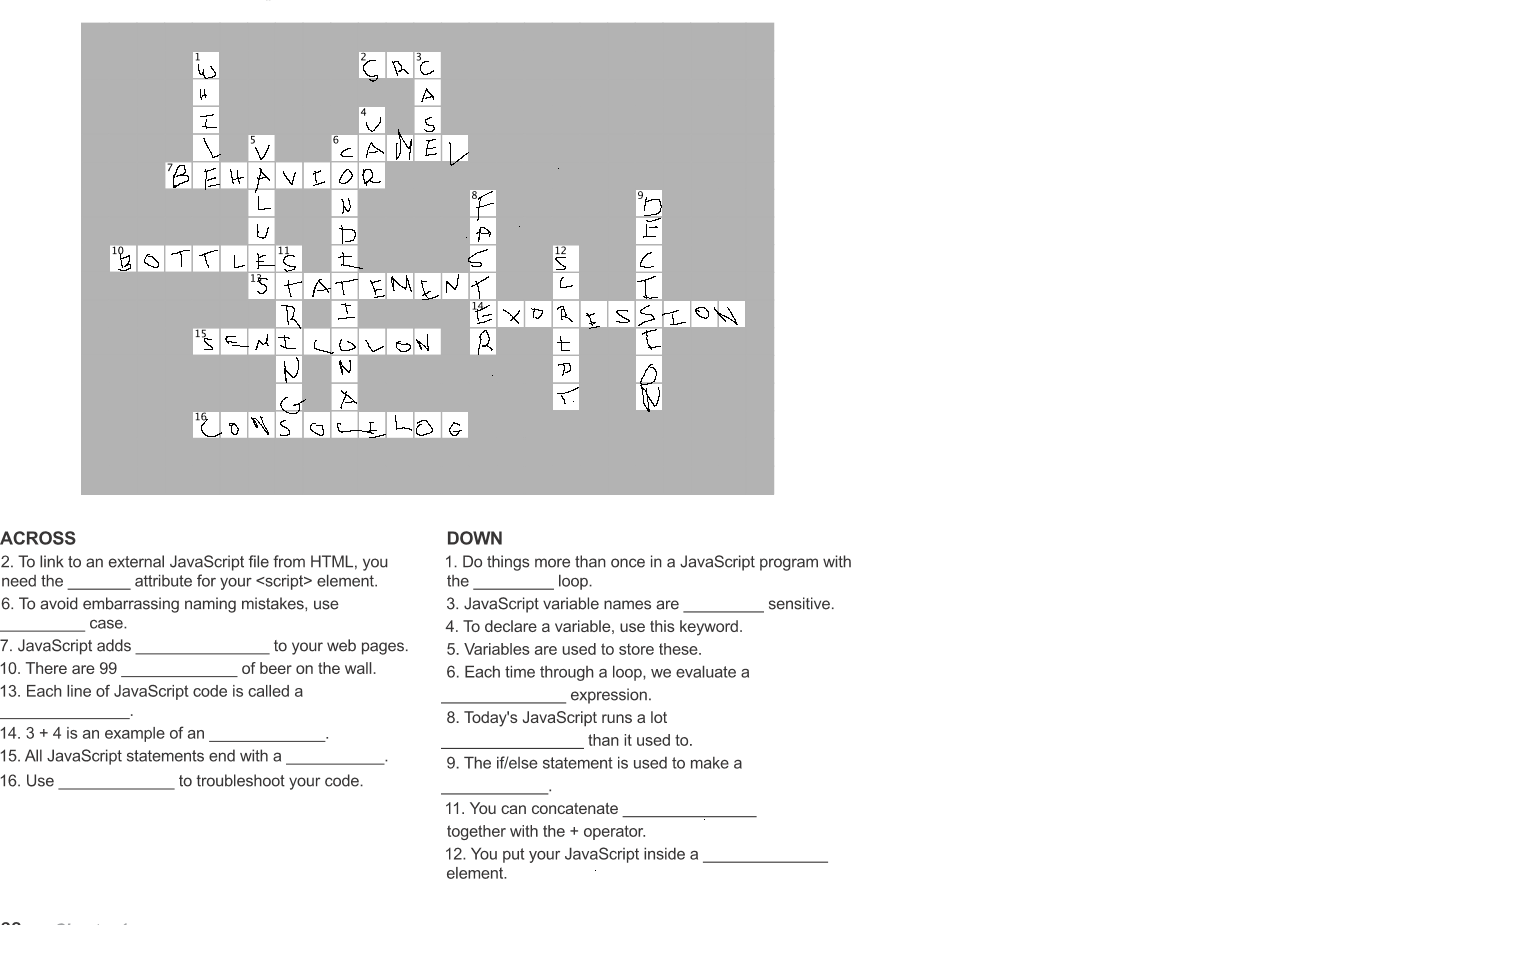 1 2 3
W S R C
H A
I 4 U S
L 5 V 6 C A M E L
7 B E H A V I O R
L N 8 F 9 D
U D A E
10 B O T T L E 11 S I S 12 S C
13 S T A T E M E N T C I
R I 14 E X P R E S S I O N
15 S E M I C O L O N R I I
N N P O
G A T N
16 C O N S O L E L O G
ACROSS
2. To link to an external JavaScript file from HTML, you
need the _______ attribute for your <script> element.
6. To avoid embarrassing naming mistakes, use
__________ case.
7. JavaScript adds ________________ to your web pages.
10. There are 99 ______________ of beer on the wall.
13. Each line of JavaScript code is called a
________________.
14. 3 + 4 is an example of an ______________.
15. All JavaScript statements end with a ____________.
16. Use ______________ to troubleshoot your code.
DOWN
1. Do things more than once in a JavaScript program with
the __________ loop.
3. JavaScript variable names are __________ sensitive.
4. To declare a variable, use this keyword.
5. Variables are used to store these.
6. Each time through a loop, we evaluate a
_______________ expression.
8. Today's JavaScript runs a lot
_________________ than it used to.
9. The if/else statement is used to make a
_____________.
11. You can concatenate ________________
together with the + operator.
12. You put your JavaScript inside a _______________
element.